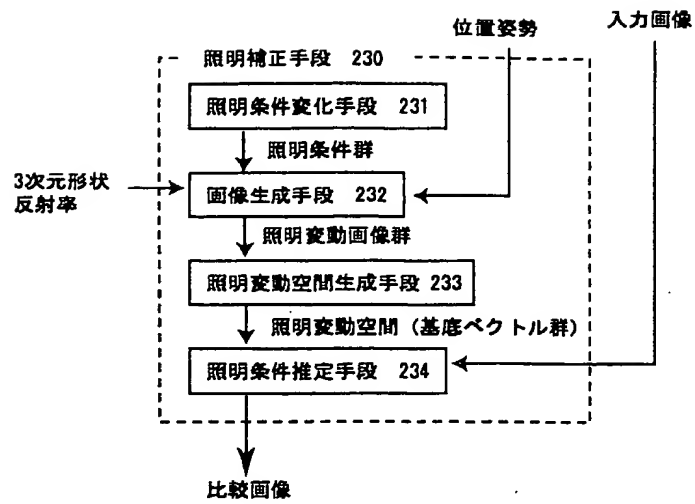 入力画像
位置姿勢
照明補正手段 230
照明条件変化手段 231
照明条件群
3次元形状
反射率
画像生成手段 232
照明変動画像群
照明変動空間生成手段 233
照明変動空間（基底ベクトル群）
照明条件推定手段 234
比較画像